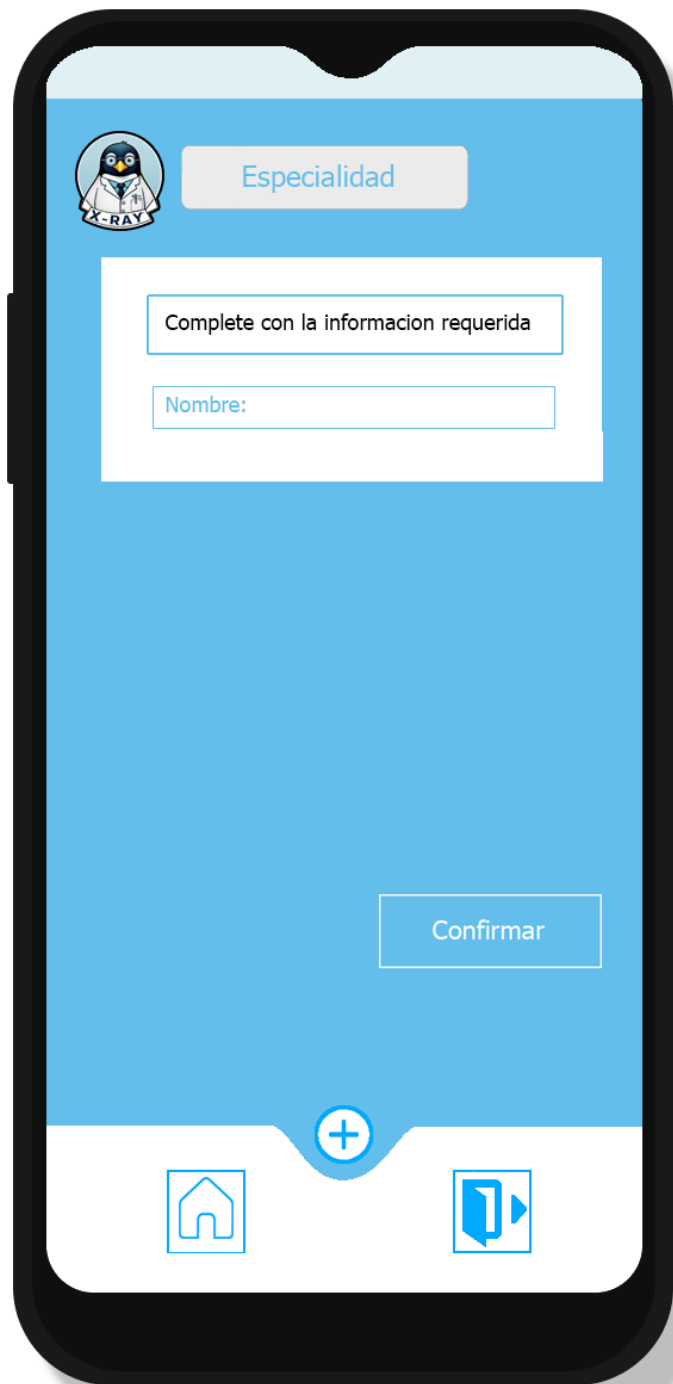 X-RAY
Especialidad
Complete con la informacion requerida
Nombre:
Confirmar